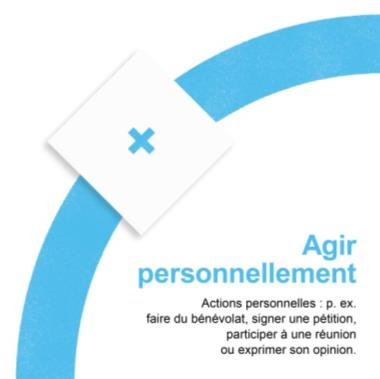 Agir
personnellement
Actions personnelles : p. ex.
faire du bénévolat, signer une pétition,
participer à une réunion
ou exprimer son opinion.